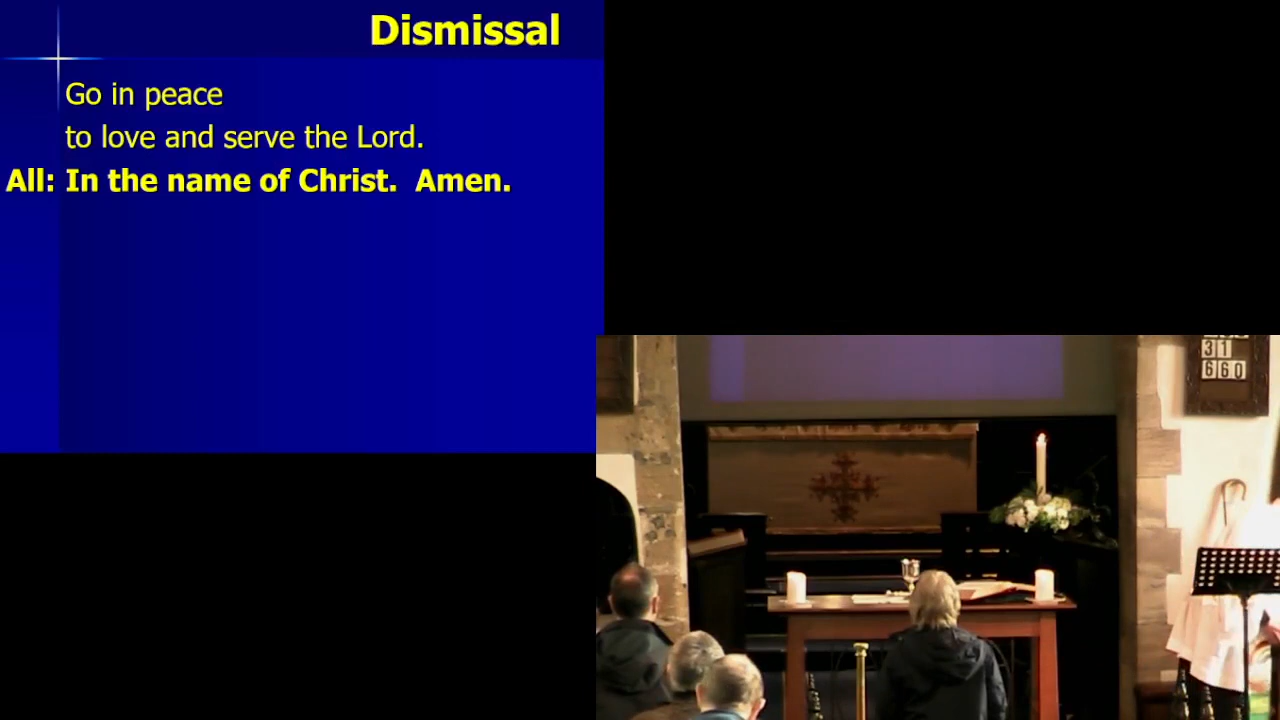 Dismissal
Go in peace
to love and serve the Lord.
All: In the name of Christ. Amen.
31
660